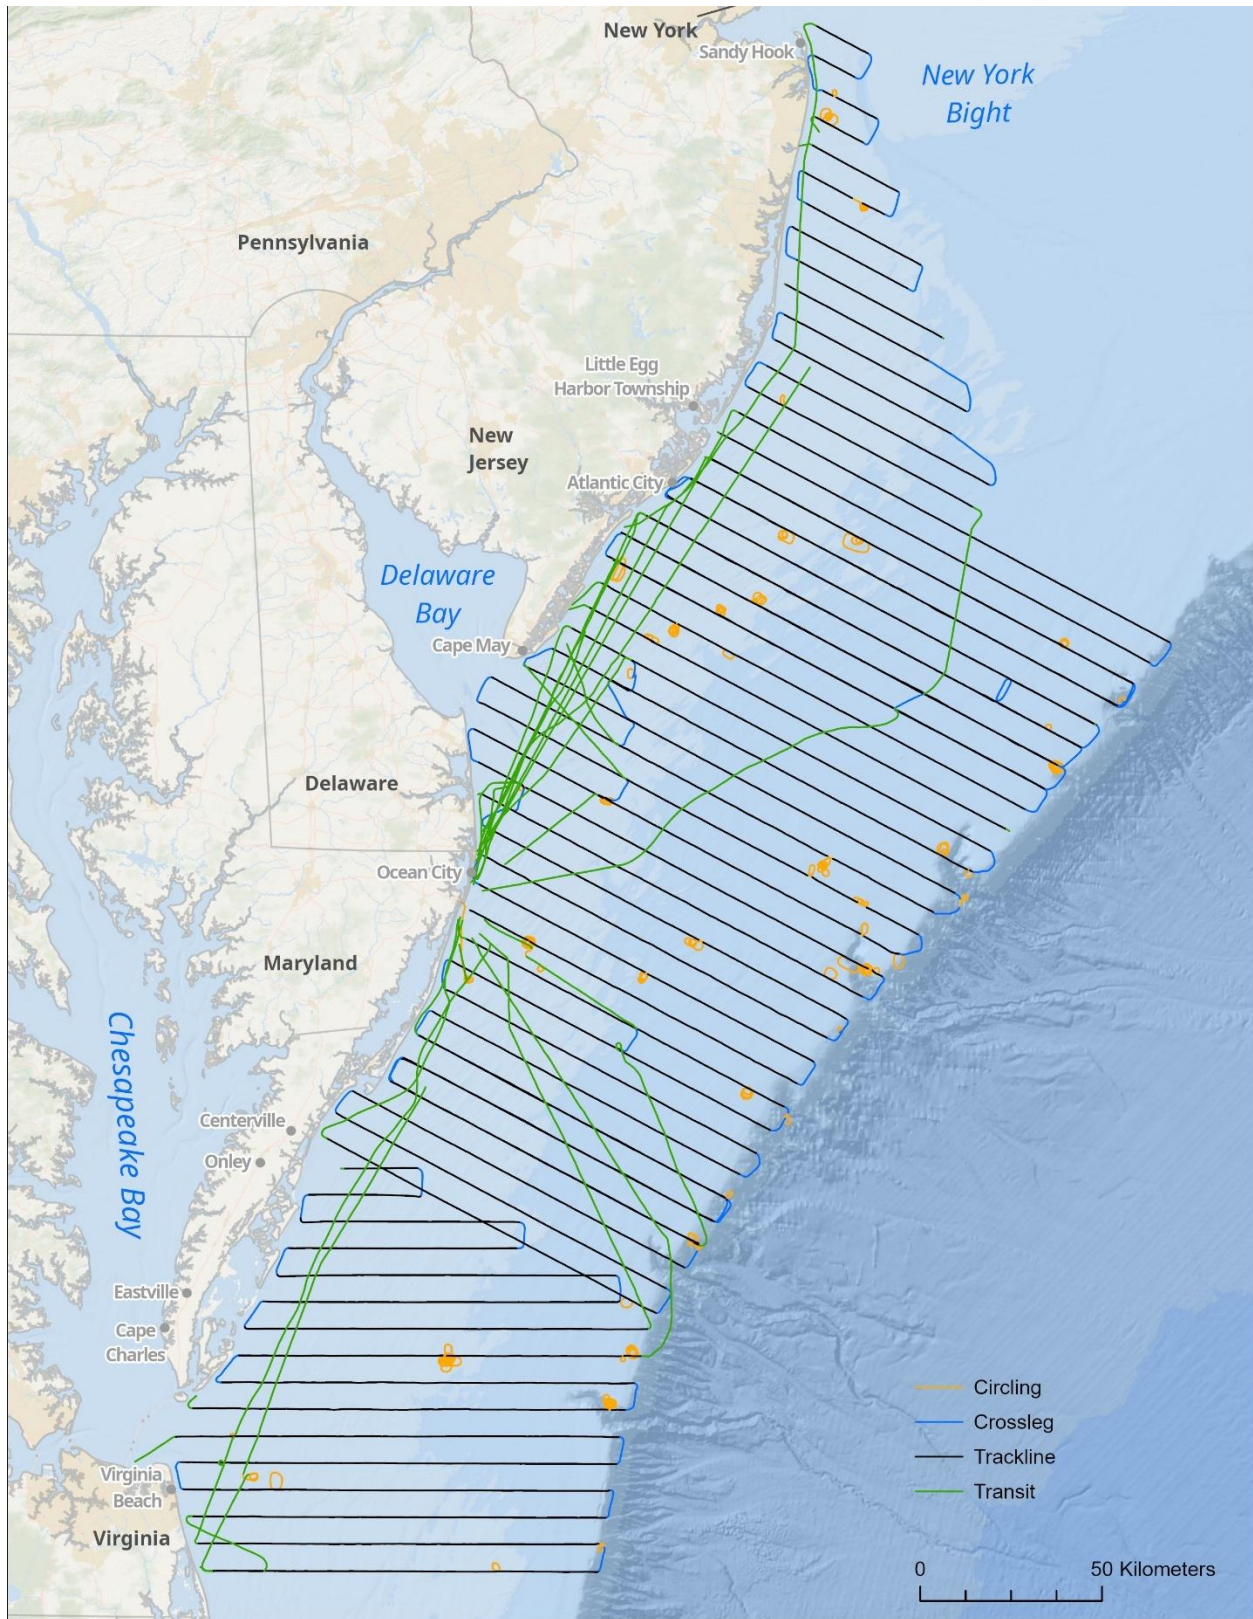 New York
Sandy Hook
New York
Bight
Pennsylvania
Little Egg
Harbor Township
New
Jersey
Atlantic City
Delaware
Bay
Cape May
Delaware
Ocean City
Maryland
Chesapeake Bay
Centerville
Onley
Eastville
Cape
Charles
Circling
Crossleg
Trackline
Transit
Virginia
Beach
Virginia
0 50 Kilometers